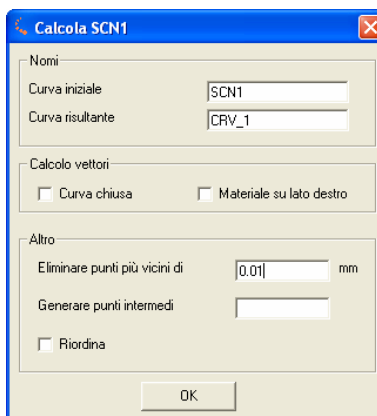 Calcola SCN1
Nomi
Curva iniziale SCN1
Curva risultante CRV_1
Calcolo vettori
Curva chiusa Materiale su lato destro
Altro
Eliminare punti più vicini di 0.01 mm
Generare punti intermedi
Riordina
OK